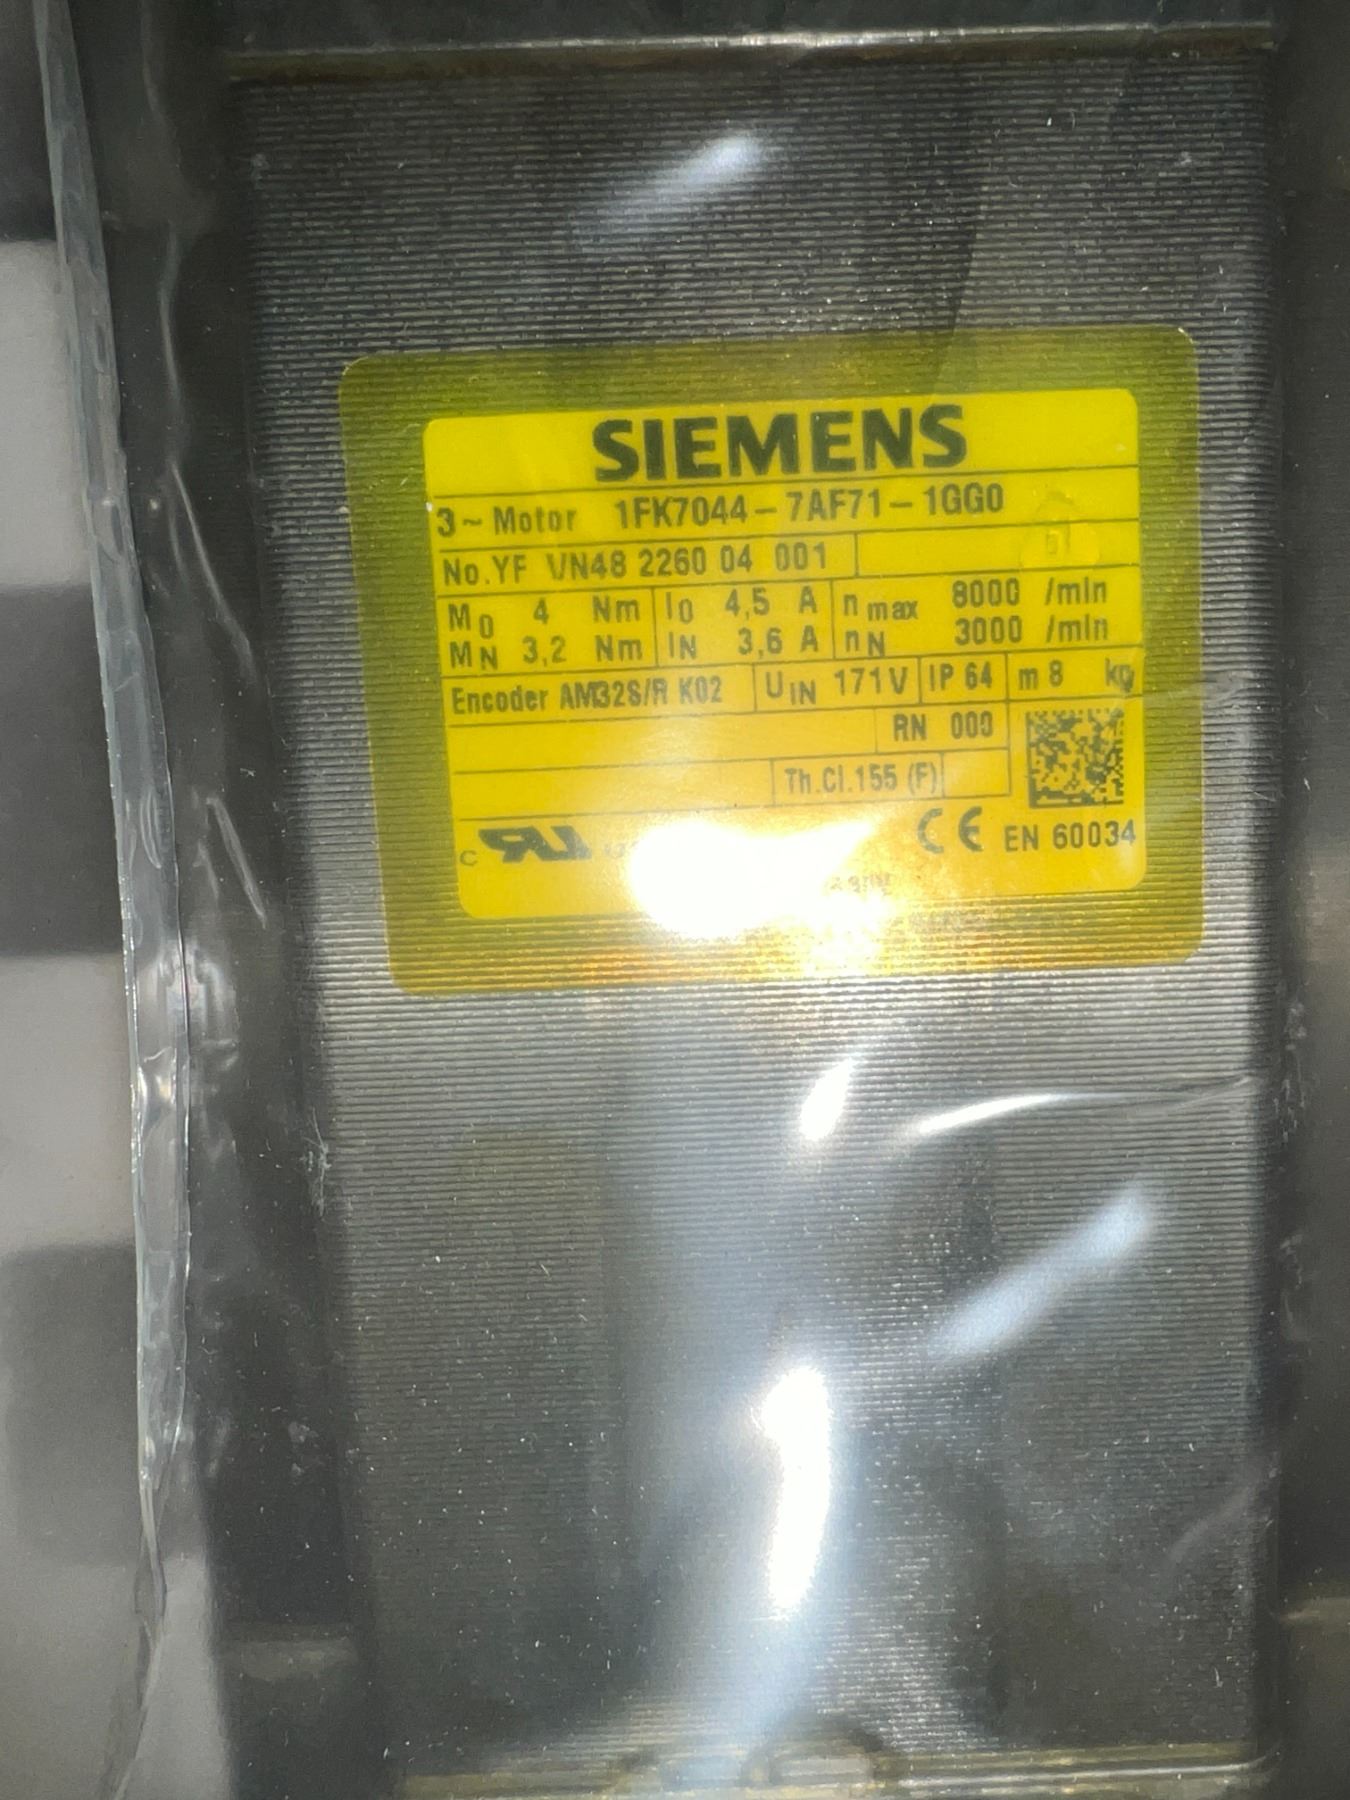 SIEMENS
3~ Motor 1FK7044-7AF71-1GG0
No.YF VN48 2260 04 001
M0 4 Nm I0 4,5 A nmax 8000 /min
MN 3,2 Nm IN 3,6 A nN 3000 /min
Encoder AM32S/R K02 UIN 171V IP 64 m 8 kg
RN 000
Th.Cl.155 (F)
CE EN 60034